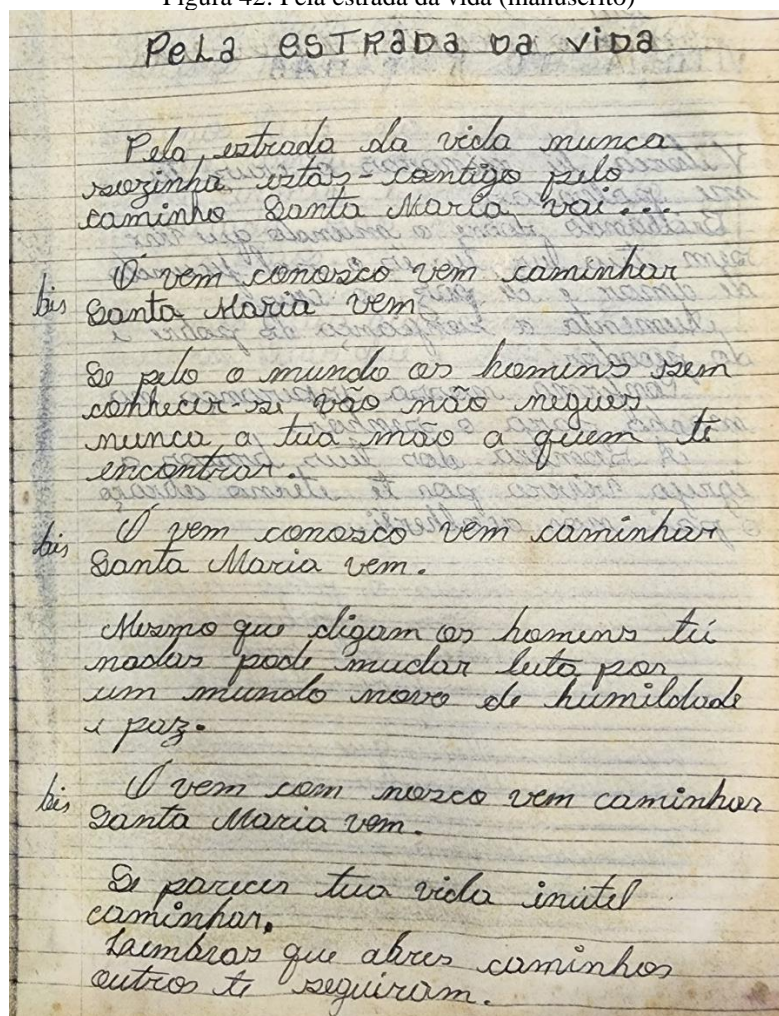 Figura 42: Pela estrada da vida (manuscrito)
Pela estrada da vida
Pela estrada da vida nunca
sozinha estás - contigo pelo
caminho Santa Maria, vai...
bis Ó vem conosco vem caminhar
Santa Maria vem
Se pelo o mundo os homens sem
conhecer-se vão não negues
nunca a tua mão a quem te
encontrar.
bis Ó vem conosco vem caminhar
Santa Maria vem.
Mesmo que digam os homens tú
nadas pode mudar luta por
um mundo novo de humildade
e paz.
bis Ó vem com nosco vem caminhar
Santa Maria vem.
Se parecer tua vida inutel
caminhar.
Laimbras que abres caminhos
outros te seguiram.